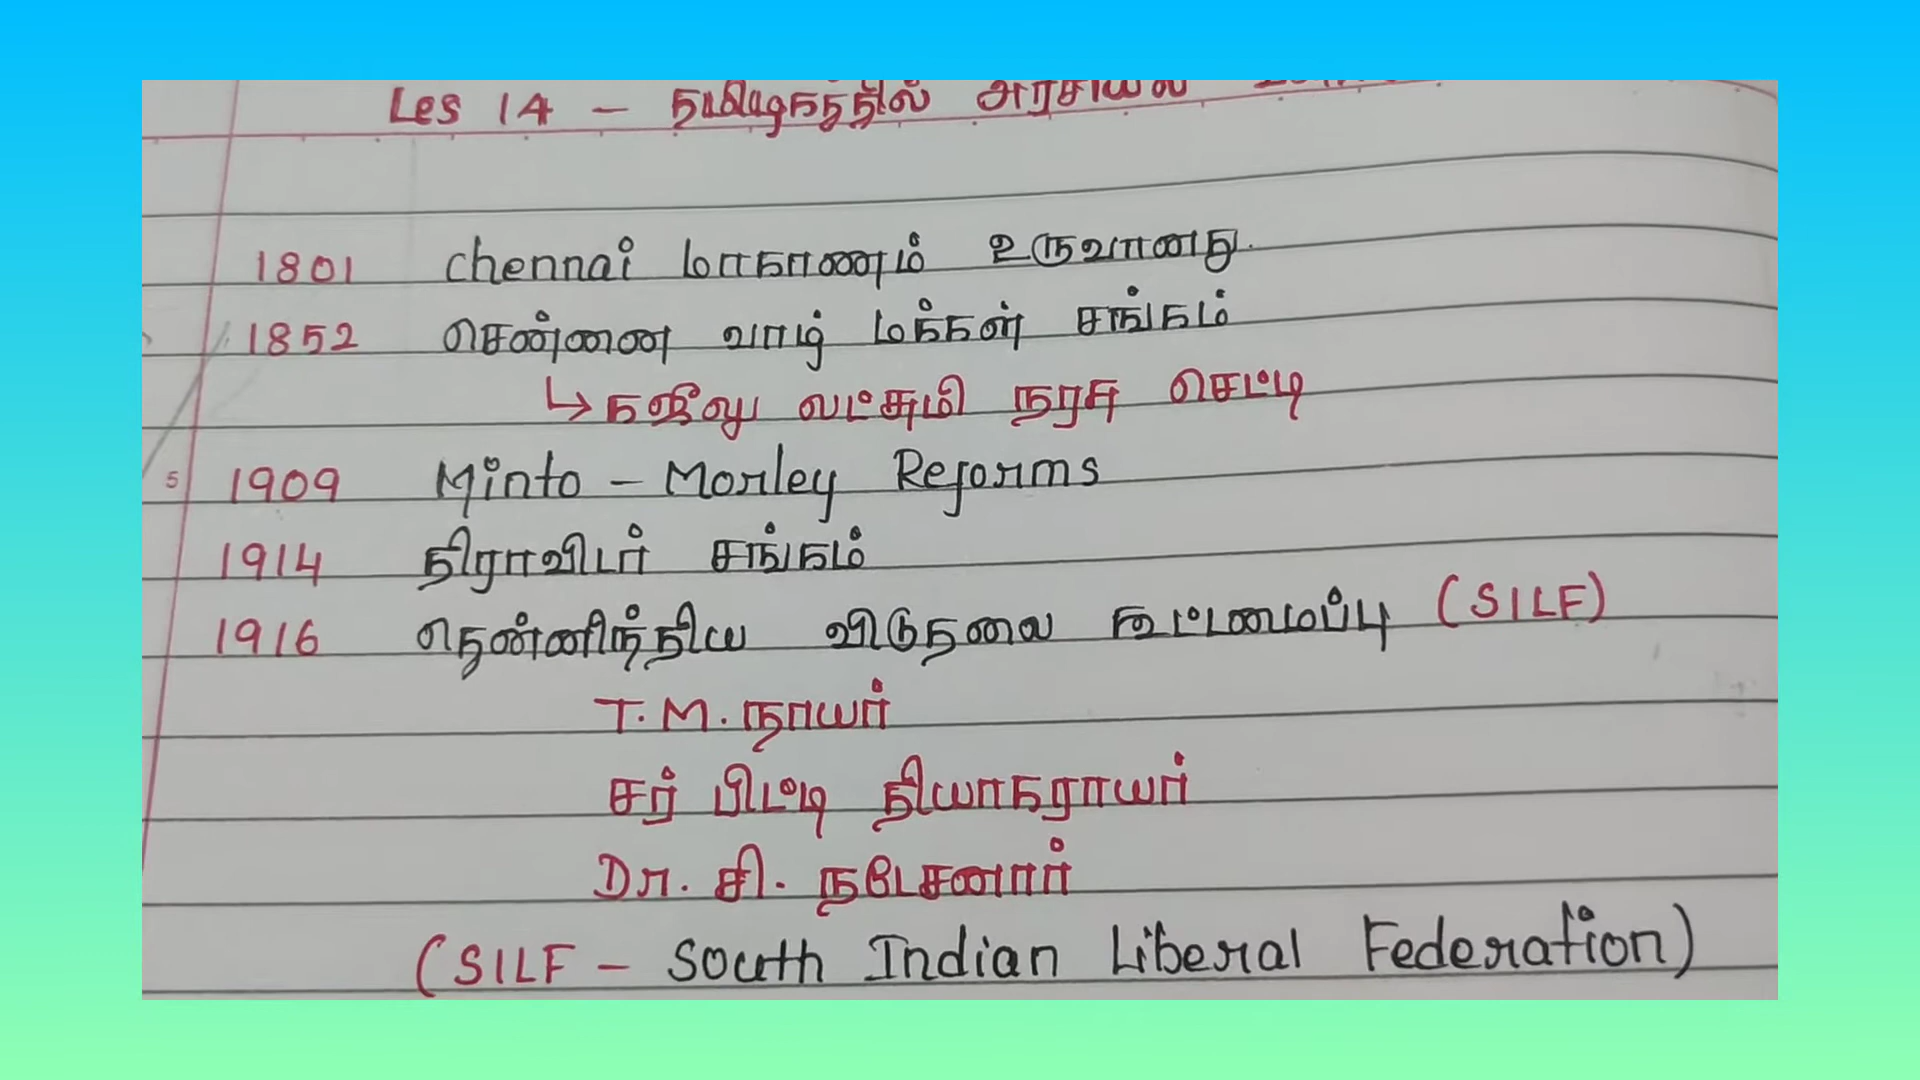 Les 14 – தமிழகத்தில் அரசியல்
1801 chennai மாகாணம் உருவானது.
1852 சென்னை வாழ் மக்கள் சங்கம்
↳ கஜீலு லட்சுமி நரசு செட்டி
5 1909 Minto – Morley Reforms
1914 திராவிடர் சங்கம்
1916 தென்னிந்திய விடுதலை கூட்டமைப்பு (SILF)
T.M. நாயர்
சர் பிட்டி தியாகராயர்
Dr. சி. நடேசனார்
(SILF – South Indian Liberal Federation)